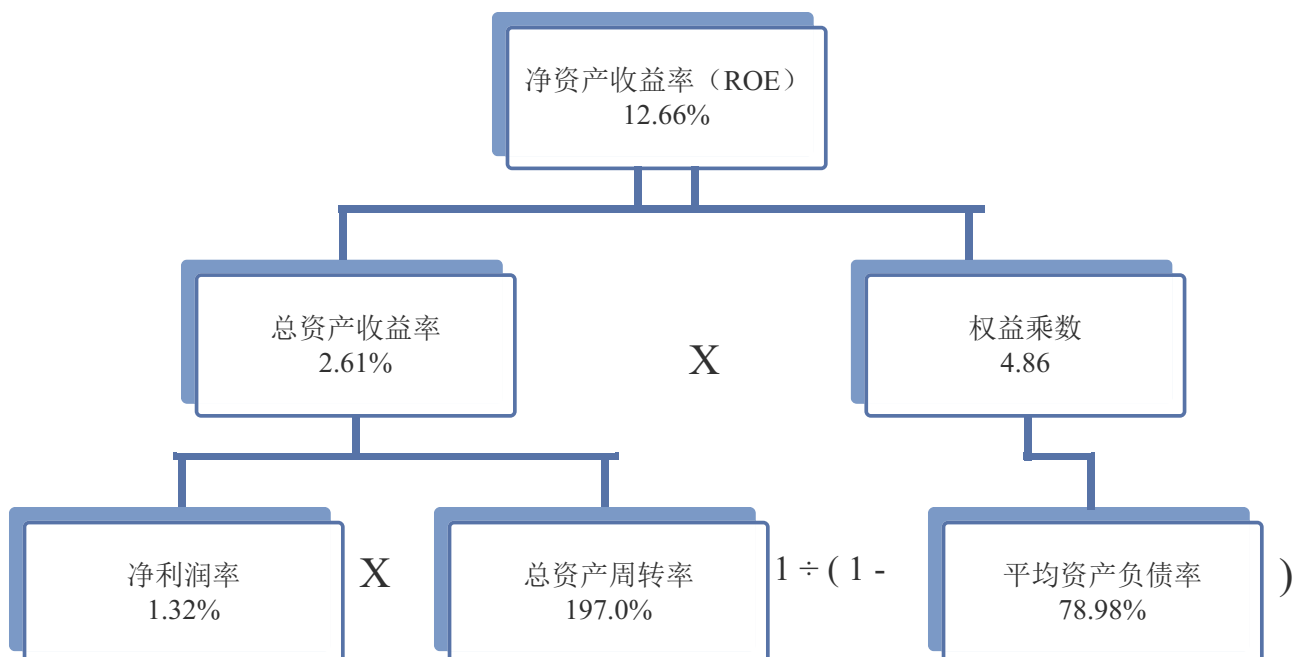 净资产收益率（ROE）
12.66%
总资产收益率
2.61%
X
权益乘数
4.86
净利润率
1.32%
X
总资产周转率
197.0%
1 ÷ ( 1 -
平均资产负债率
78.98%
)